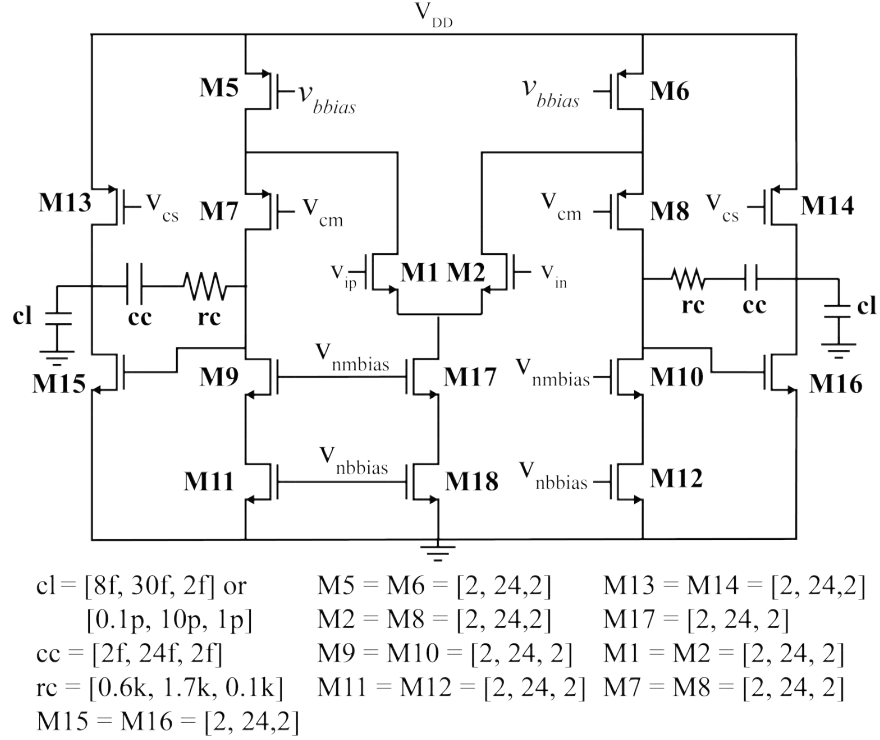 V_DD
M5 v_bbias v_bbias M6
M13 V_cs M7 V_cm V_cm M8 V_cs M14
v_ip M1 M2 v_in
cl cc rc rc cc cl
M15 M9 V_nmbias M17 V_nmbias M10 M16
M11 V_nbbias M18 V_nbbias M12
cl = [8f, 30f, 2f] or
[0.1p, 10p, 1p]
cc = [2f, 24f, 2f]
rc = [0.6k, 1.7k, 0.1k]
M15 = M16 = [2, 24,2]
M5 = M6 = [2, 24,2]
M2 = M8 = [2, 24,2]
M9 = M10 = [2, 24, 2]
M11 = M12 = [2, 24, 2]
M13 = M14 = [2, 24,2]
M17 = [2, 24, 2]
M1 = M2 = [2, 24, 2]
M7 = M8 = [2, 24, 2]